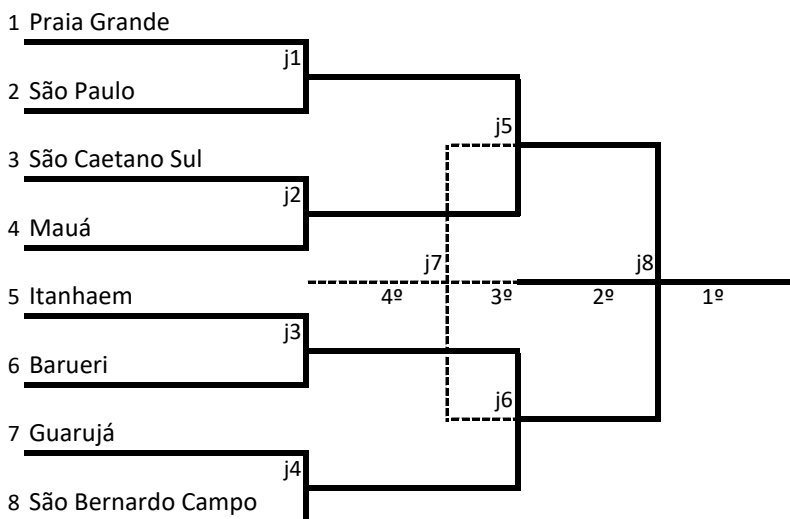 1 Praia Grande
j1
2 São Paulo
j5
3 São Caetano Sul
j2
4 Mauá
j7 j8
5 Itanhaem 4º 3º 2º 1º
j3
6 Barueri
j6
7 Guarujá
j4
8 São Bernardo Campo